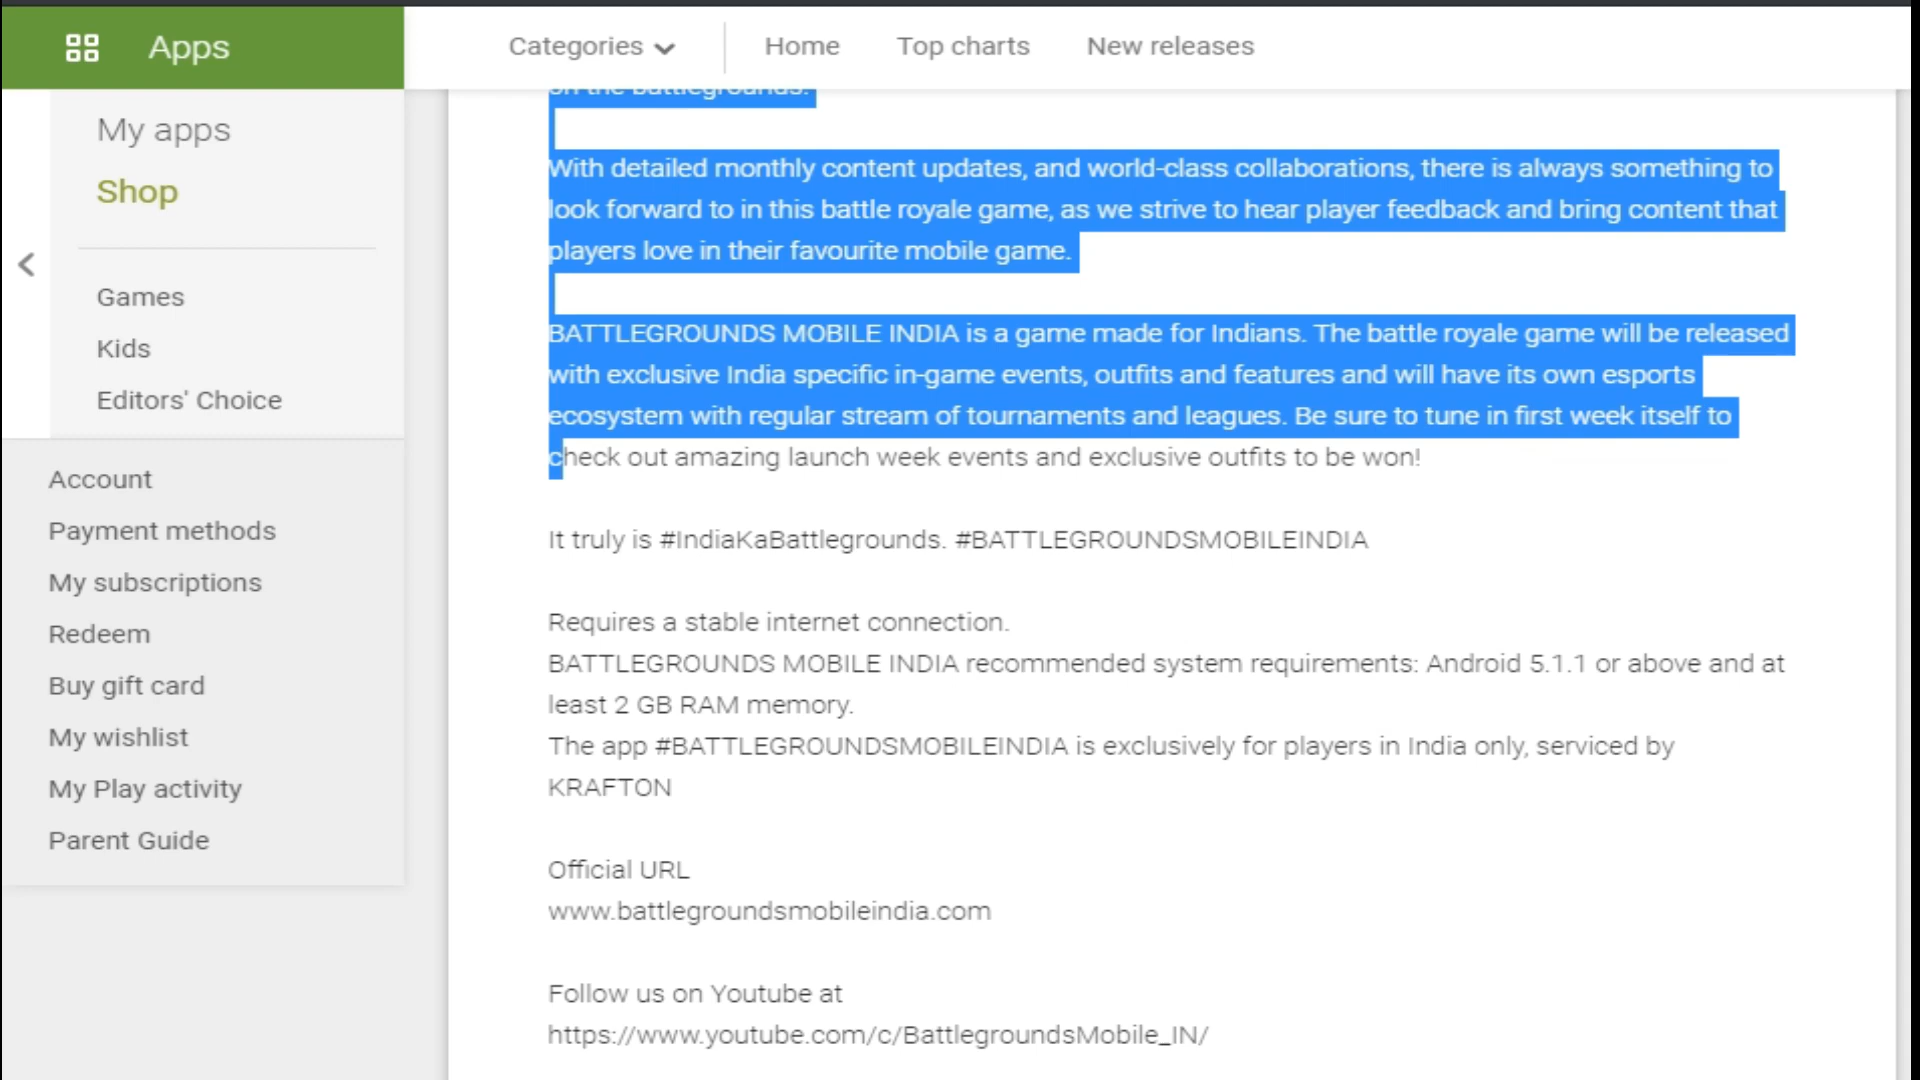 Apps
Categories
Home
Top charts
New releases
My apps
Shop
Games
Kids
Editors' Choice
Account
Payment methods
My subscriptions
Redeem
Buy gift card
My wishlist
My Play activity
Parent Guide
on the battlegrounds.
With detailed monthly content updates, and world-class collaborations, there is always something to
look forward to in this battle royale game, as we strive to hear player feedback and bring content that
players love in their favourite mobile game.
BATTLEGROUNDS MOBILE INDIA is a game made for Indians. The battle royale game will be released
with exclusive India specific in-game events, outfits and features and will have its own esports
ecosystem with regular stream of tournaments and leagues. Be sure to tune in first week itself to
check out amazing launch week events and exclusive outfits to be won!
It truly is #IndiaKaBattlegrounds. #BATTLEGROUNDSMOBILEINDIA
Requires a stable internet connection.
BATTLEGROUNDS MOBILE INDIA recommended system requirements: Android 5.1.1 or above and at
least 2 GB RAM memory.
The app #BATTLEGROUNDSMOBILEINDIA is exclusively for players in India only, serviced by
KRAFTON
Official URL
www.battlegroundsmobileindia.com
Follow us on Youtube at
https://www.youtube.com/c/BattlegroundsMobile_IN/